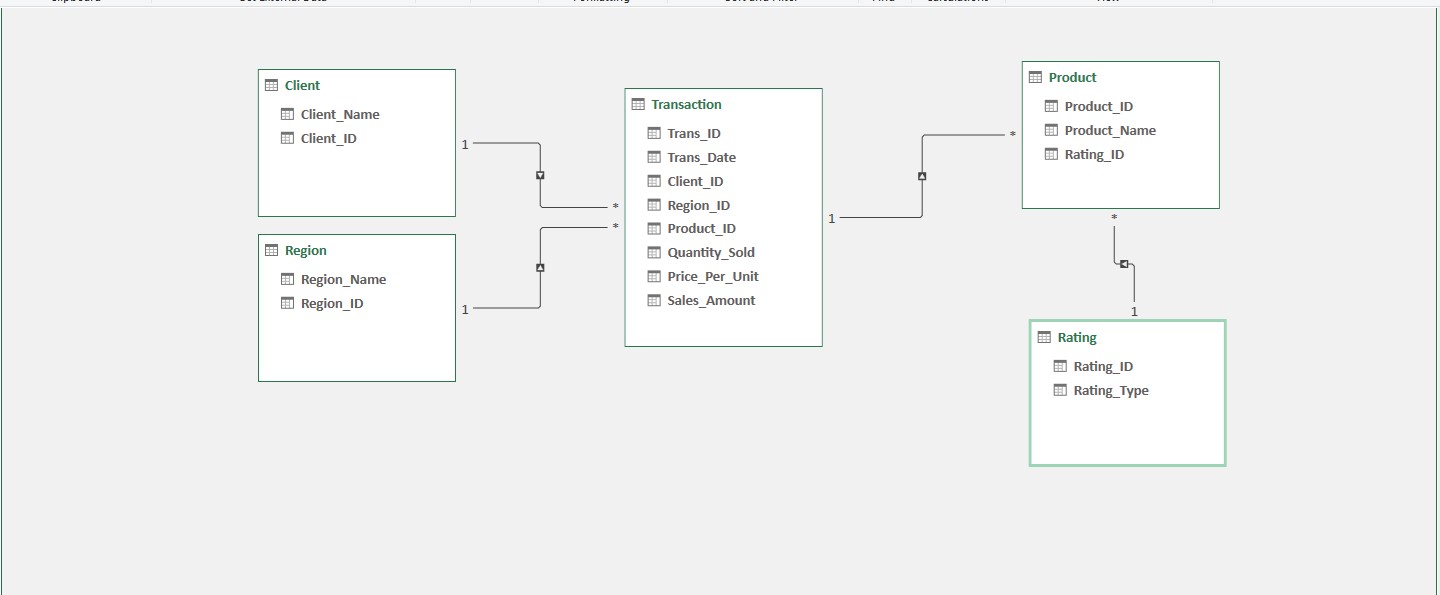 Client
Client_Name
Client_ID
1
*
Region
Region_Name
Region_ID
1
*
Transaction
Trans_ID
Trans_Date
Client_ID
Region_ID
Product_ID
Quantity_Sold
Price_Per_Unit
Sales_Amount
1
*
Product
Product_ID
Product_Name
Rating_ID
*
1
Rating
Rating_ID
Rating_Type